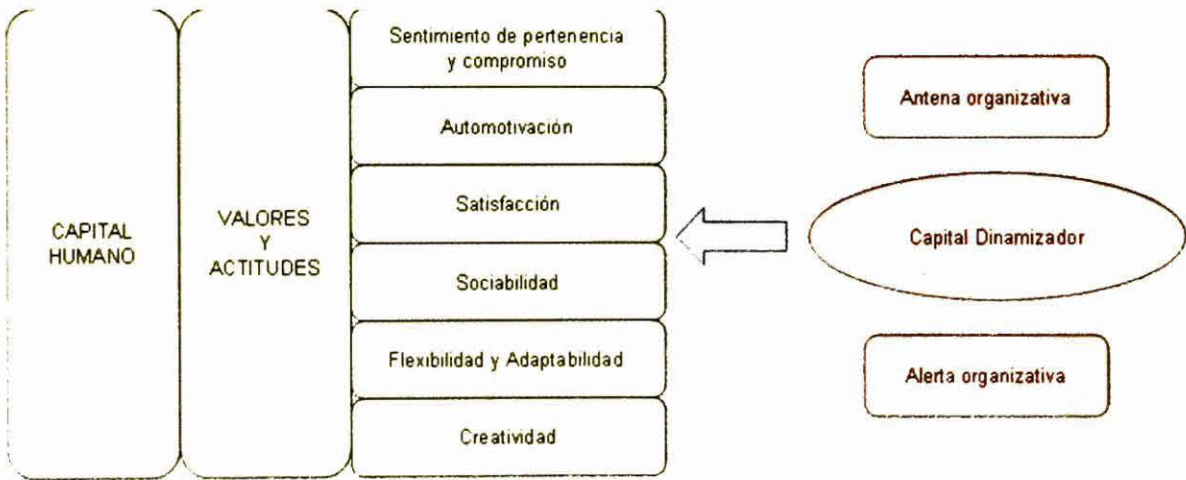 CAPITAL
HUMANO
VALORES
Y
ACTITUDES
Sentimiento de pertenencia
y compromiso
Automotivación
Satisfacción
Sociabilidad
Flexibilidad y Adaptabilidad
Creatividad
Antena organizativa
Capital Dinamizador
Alerta organizativa